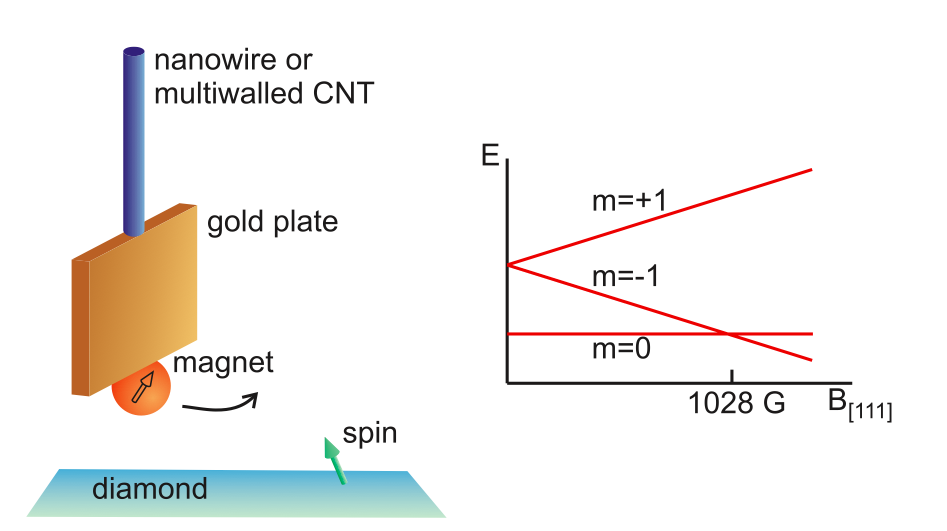 nanowire or
multiwalled CNT
gold plate
magnet
spin
diamond
E
m=+1
m=-1
m=0
1028 G
B[111]